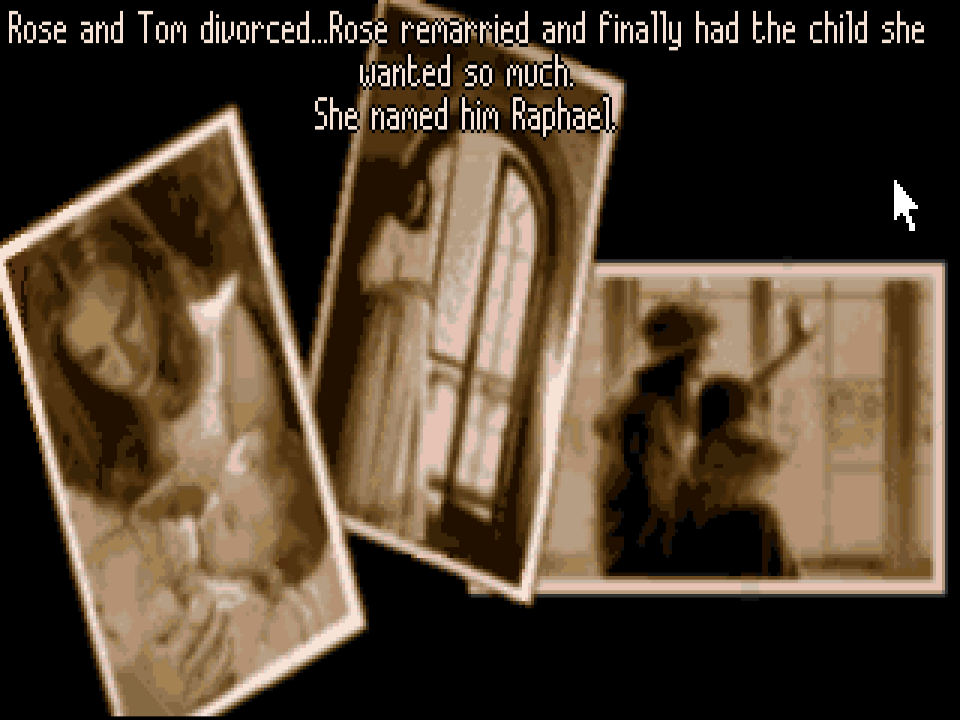 Rose and Tom divorced...Rose remarried and finally had the child she
wanted so much.
She named him Raphael.